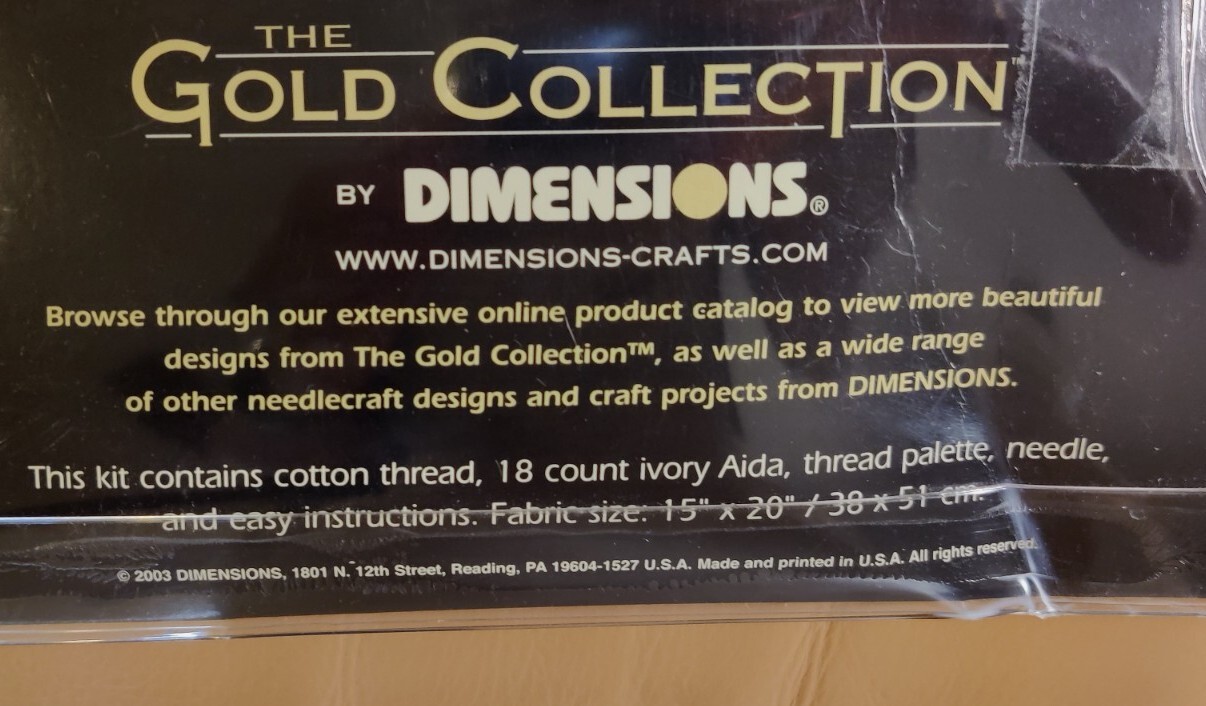 THE
GOLD COLLECTION™
BY DIMENSIONS®
WWW.DIMENSIONS-CRAFTS.COM
Browse through our extensive online product catalog to view more beautiful
designs from The Gold Collection™, as well as a wide range
of other needlecraft designs and craft projects from DIMENSIONS.
This kit contains cotton thread, 18 count ivory Aida, thread palette, needle,
and easy instructions. Fabric size: 15" x 20" / 38 x 51 cm.
© 2003 DIMENSIONS, 1801 N. 12th Street, Reading, PA 19604-1527 U.S.A. Made and printed in U.S.A. All rights reserved.